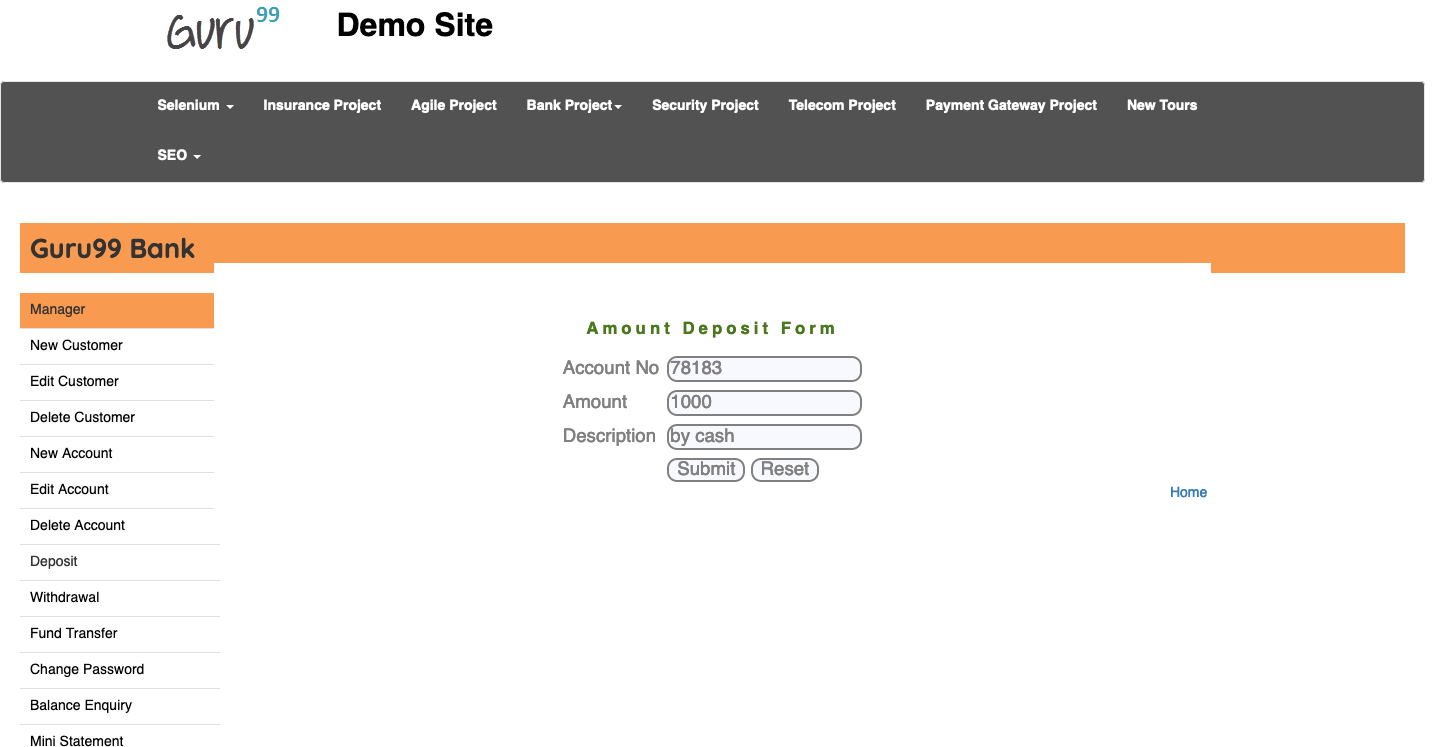 Guru99 Demo Site
Selenium Insurance Project Agile Project Bank Project Security Project Telecom Project Payment Gateway Project New Tours
SEO
Guru99 Bank
Manager
New Customer
Edit Customer
Delete Customer
New Account
Edit Account
Delete Account
Deposit
Withdrawal
Fund Transfer
Change Password
Balance Enquiry
Mini Statement
Amount Deposit Form
Account No 78183
Amount 1000
Description by cash
Submit Reset
Home